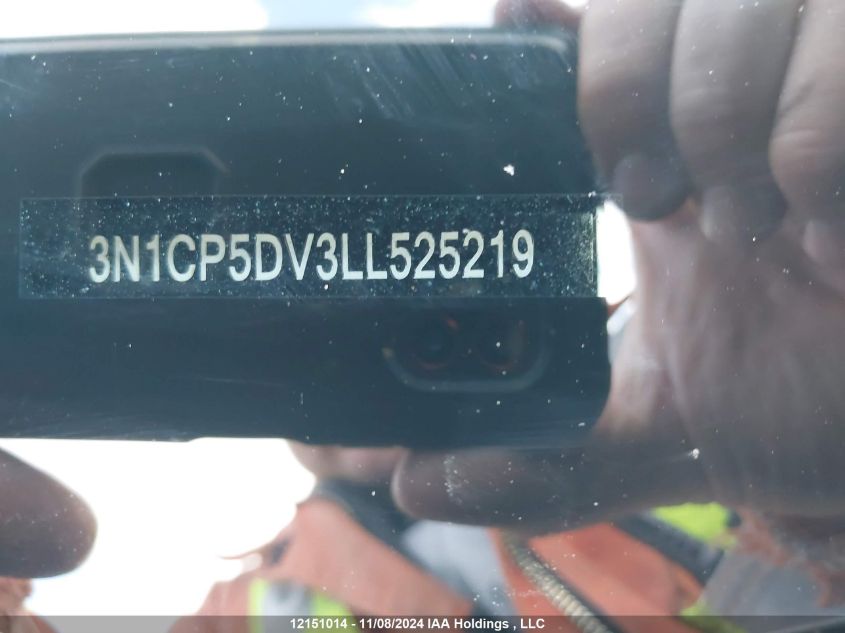 3N1CP5DV3LL525219
12151014 - 11/08/2024 IAA Holdings , LLC